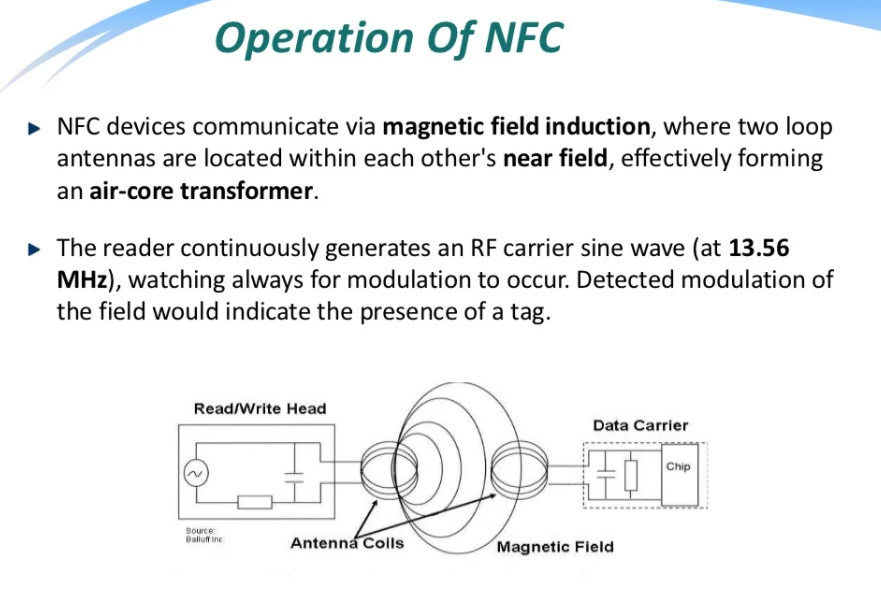 Operation Of NFC
NFC devices communicate via magnetic field induction, where two loop
antennas are located within each other's near field, effectively forming
an air-core transformer.
The reader continuously generates an RF carrier sine wave (at 13.56
MHz), watching always for modulation to occur. Detected modulation of
the field would indicate the presence of a tag.
Read/Write Head
Data Carrier
Chip
Source:
Balluff Inc.
Antenna Coils
Magnetic Field